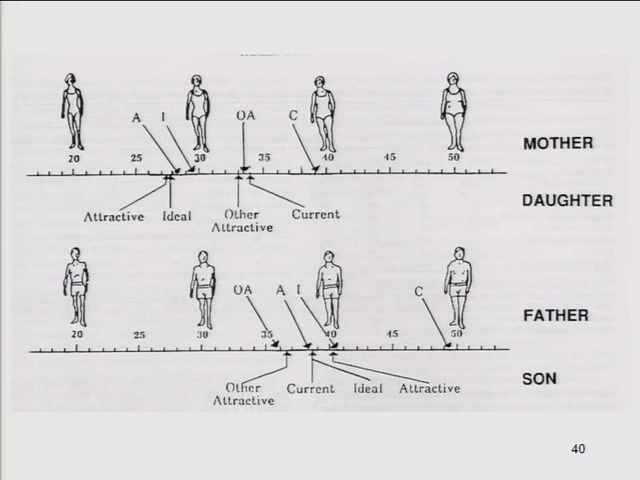 A I OA C
20 25 30 35 40 45 50
MOTHER
DAUGHTER
Attractive Ideal Other Attractive Current
OA A I C
20 25 30 35 40 45 50
FATHER
SON
Other Attractive Current Ideal Attractive
40